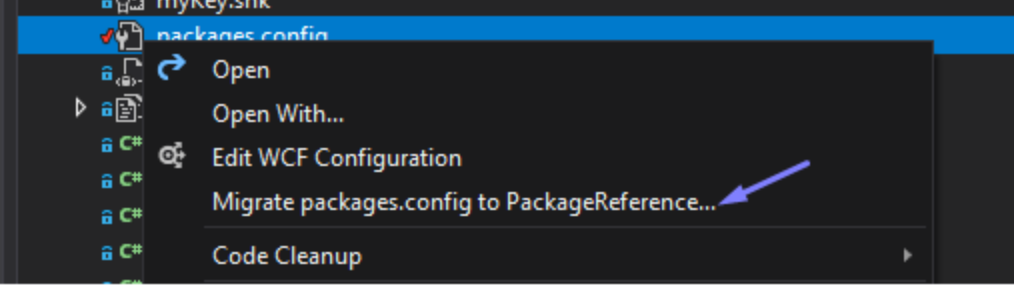 myKey.snk
packages.config
Open
Open With...
Edit WCF Configuration
C#
Migrate packages.config to PackageReference...
C#
C#
Code Cleanup
C#